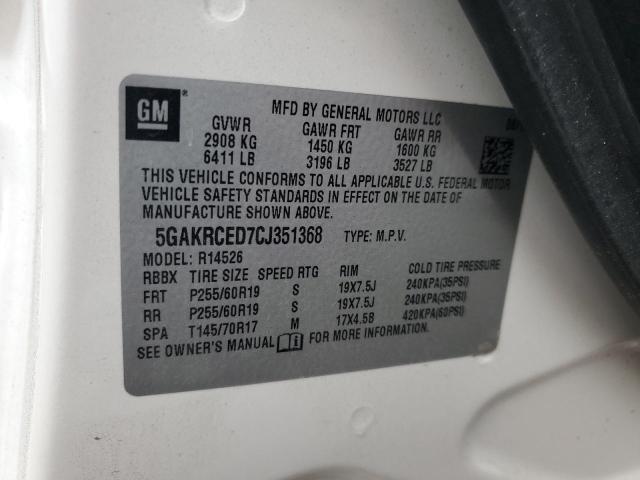 GM
MFD BY GENERAL MOTORS LLC
GVWR GAWR FRT GAWR RR
2908 KG 1450 KG 1600 KG
6411 LB 3196 LB 3527 LB
THIS VEHICLE CONFORMS TO ALL APPLICABLE U.S. FEDERAL MOTOR
VEHICLE SAFETY STANDARDS IN EFFECT ON THE DATE OF
MANUFACTURE SHOWN ABOVE.
5GAKRCED7CJ351368 TYPE: M.P.V.
MODEL: R14526
RBBX TIRE SIZE SPEED RTG RIM COLD TIRE PRESSURE
FRT P255/60R19 S 19X7.5J 240KPA(35PSI)
RR P255/60R19 S 19X7.5J 240KPA(35PSI)
SPA T145/70R17 M 17X4.5B 420KPA(60PSI)
SEE OWNER'S MANUAL FOR MORE INFORMATION.